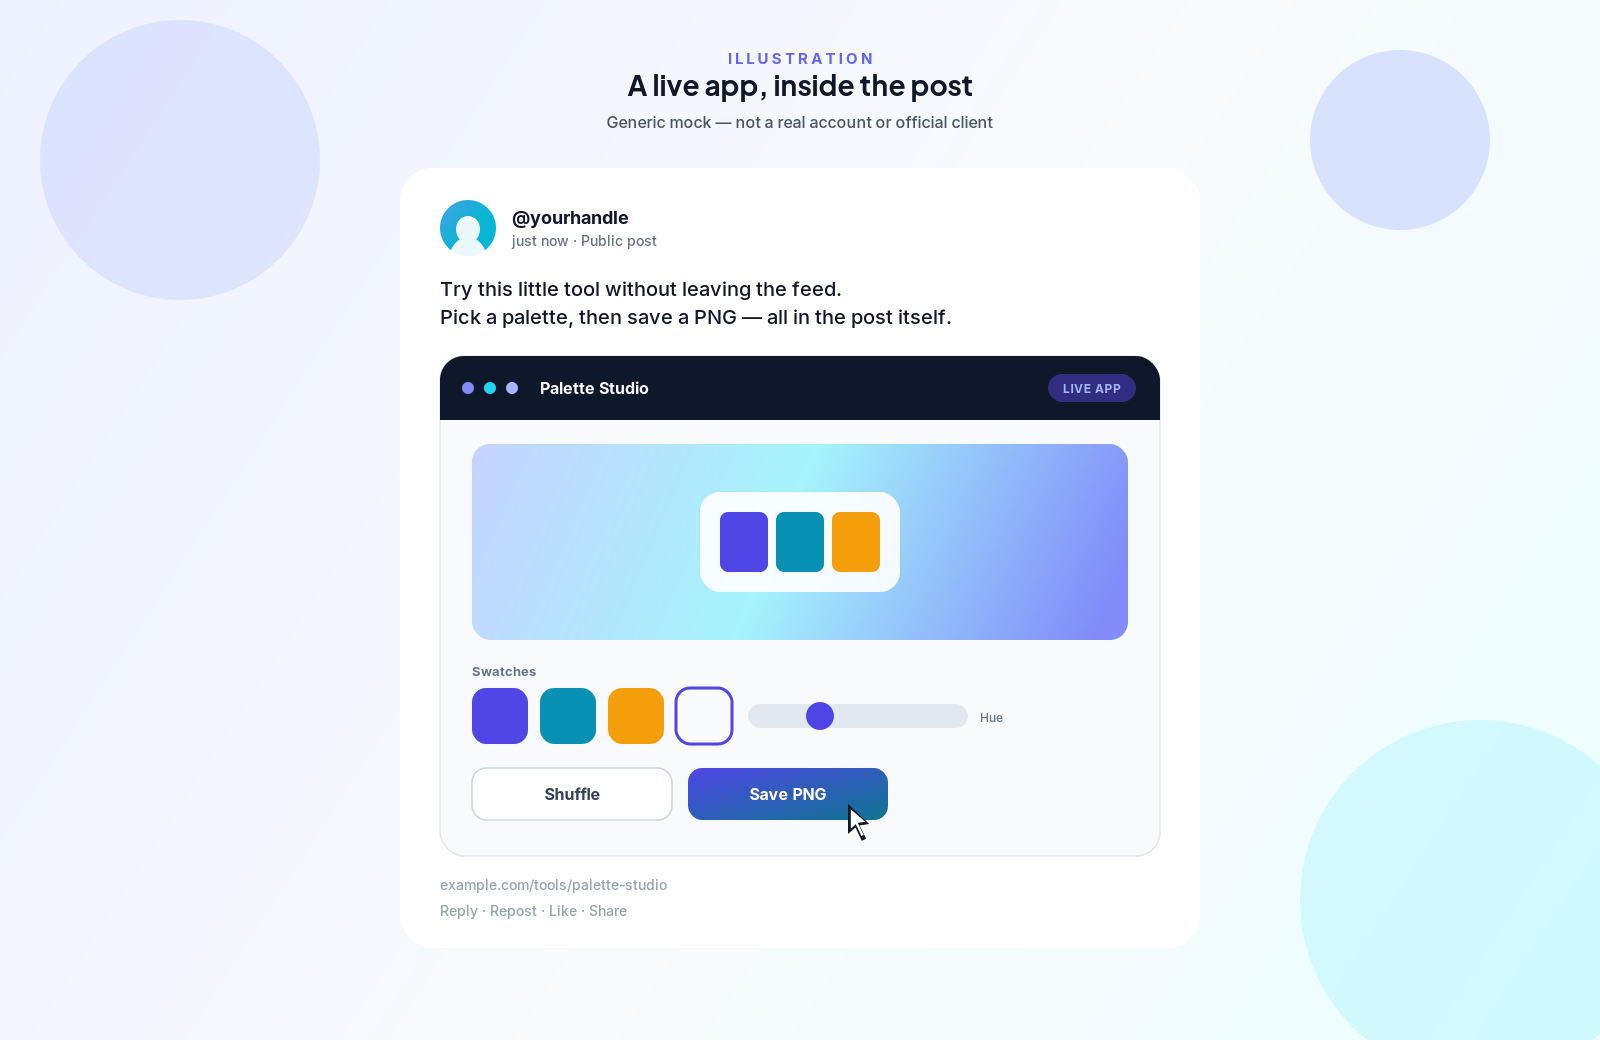 ILLUSTRATION
A live app, inside the post
Generic mock — not a real account or official client
@yourhandle
just now · Public post
Try this little tool without leaving the feed.
Pick a palette, then save a PNG — all in the post itself.
Palette Studio
LIVE APP
Swatches
Hue
Shuffle
Save PNG
example.com/tools/palette-studio
Reply · Repost · Like · Share